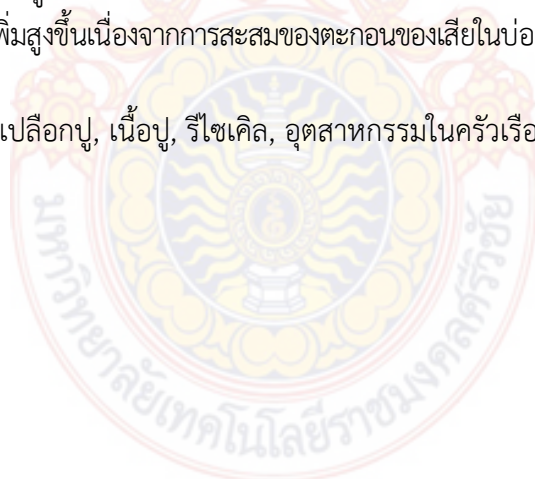 พิ่มสูงขึ้นเนื่องจากการสะสมของตะกอนของเสียในบ่อ
เปลือกปู, เนื้อปู, รีไซเคิล, อุตสาหกรรมในครัวเรือ
มหาวิทยาลัยเทคโนโลยีราชมงคลศรีวิชัย